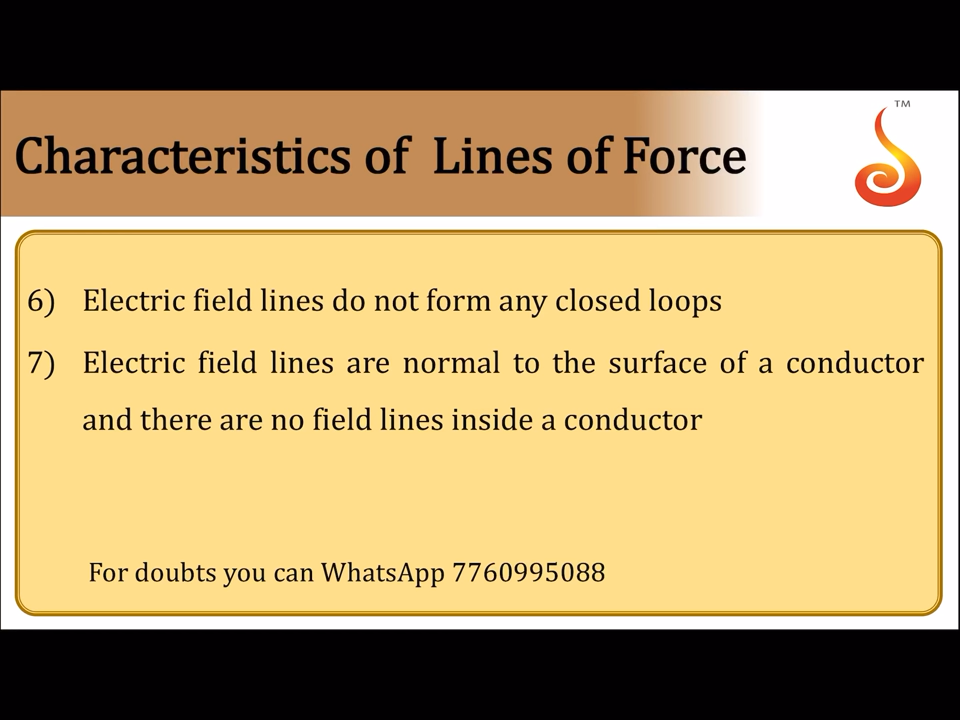 Characteristics of Lines of Force
TM
6) Electric field lines do not form any closed loops
7) Electric field lines are normal to the surface of a conductor
and there are no field lines inside a conductor
For doubts you can WhatsApp 7760995088